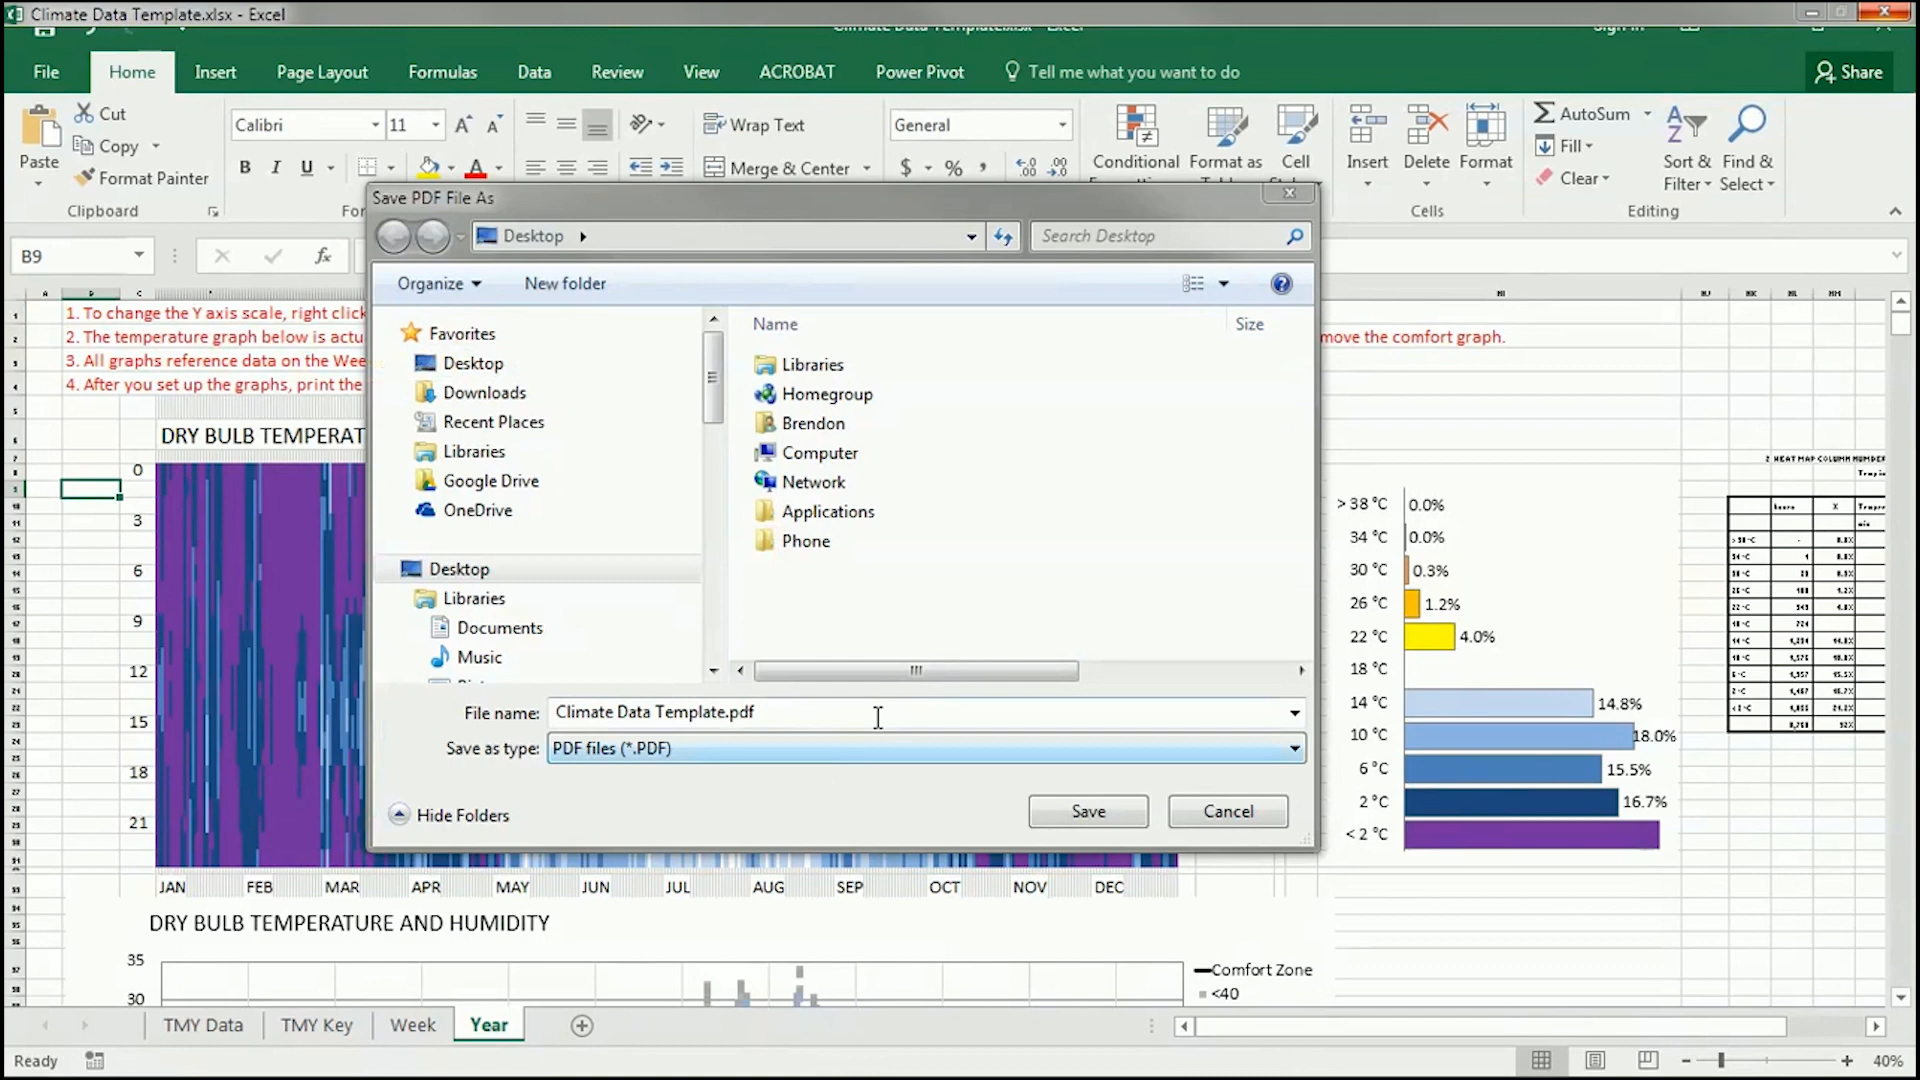 Climate Data Template.xlsx - Excel
File Home Insert Page Layout Formulas Data Review View ACROBAT Power Pivot Tell me what you want to do Share
Cut
Copy
Format Painter
Paste
Clipboard
Calibri 11
B I U
Wrap Text
Merge & Center
General
$ % ,
Conditional Format as Cell
Insert Delete Format
Cells
AutoSum
Fill
Clear
Sort & Find &
Filter Select
Editing
B9 fx
1. To change the Y axis scale, right click
2. The temperature graph below is actu move the comfort graph.
3. All graphs reference data on the Wee
4. After you set up the graphs, print the
DRY BULB TEMPERAT
0
3
6
9
12
15
18
21
JAN FEB MAR APR MAY JUN JUL AUG SEP OCT NOV DEC
Save PDF File As
Desktop
Search Desktop
Organize New folder
Favorites
Desktop
Downloads
Recent Places
Libraries
Google Drive
OneDrive
Desktop
Libraries
Documents
Music
Name Size
Libraries
Homegroup
Brendon
Computer
Network
Applications
Phone
File name: Climate Data Template.pdf
Save as type: PDF files (*.PDF)
Hide Folders
Save Cancel
> 38 °C 0.0%
34 °C 0.0%
30 °C 0.3%
26 °C 1.2%
22 °C 4.0%
18 °C
14 °C 14.8%
10 °C 18.0%
6 °C 15.5%
2 °C 16.7%
< 2 °C
DRY BULB TEMPERATURE AND HUMIDITY
35
30
Comfort Zone
<40
TMY Data TMY Key Week Year
Ready 40%